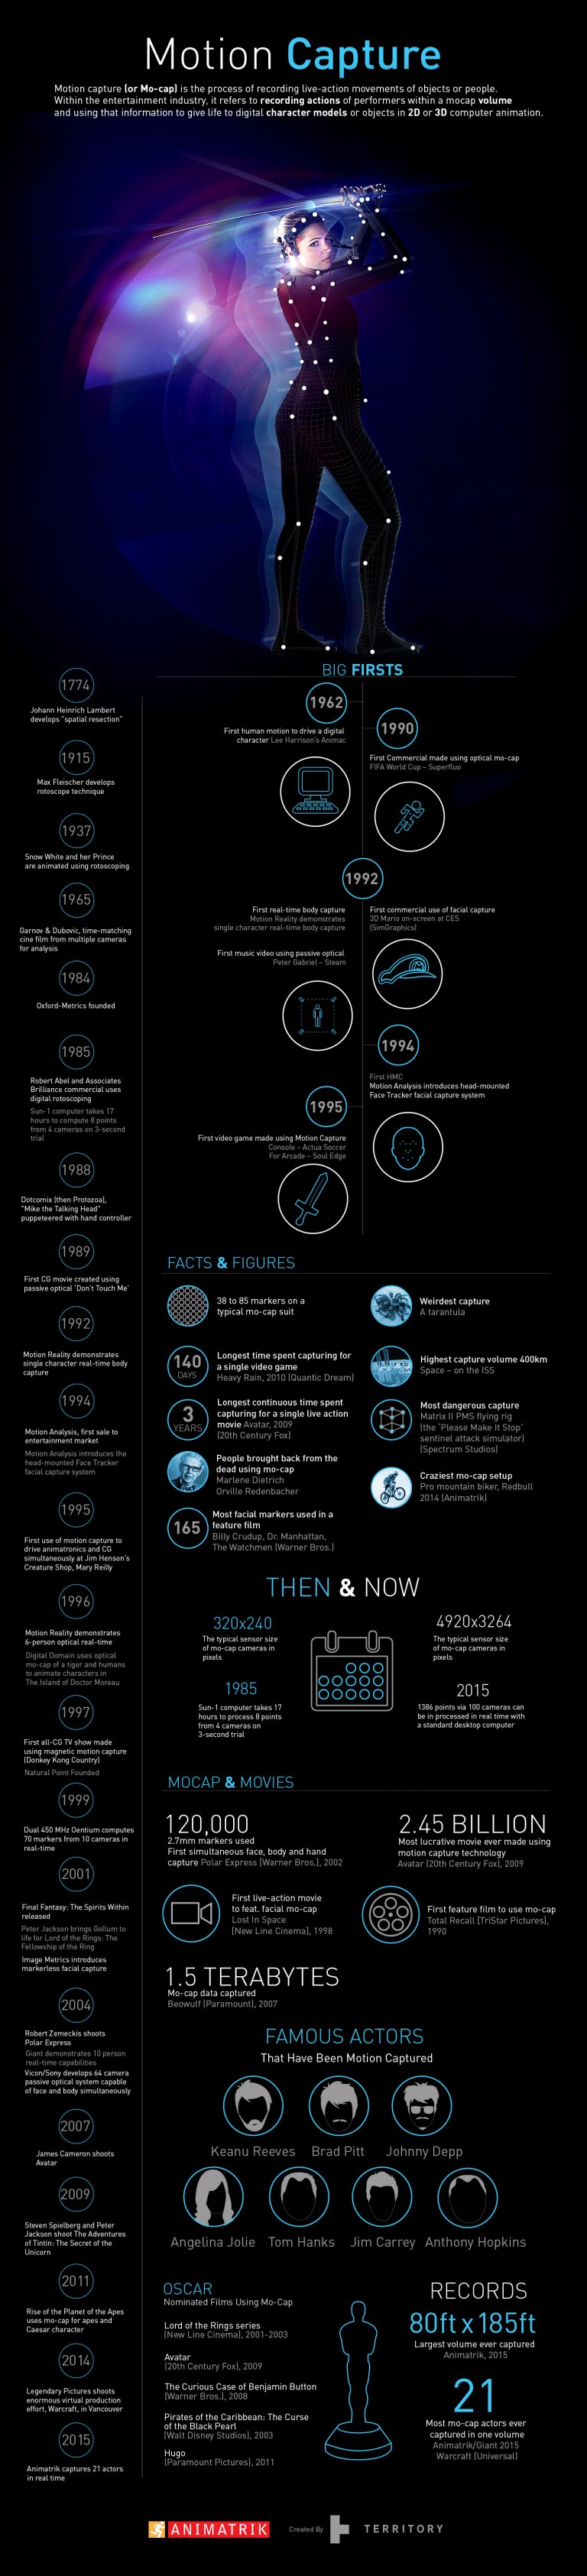 Motion Capture
Motion capture (or Mo-cap) is the process of recording live-action movements of objects or people.
Within the entertainment industry, it refers to recording actions of performers within a mocap volume
and using that information to give life to digital character models or objects in 2D or 3D computer animation.
1774
Johann Heinrich Lambert
develops "spatial resection"
1915
Max Fleischer develops
rotoscope technique
1937
Snow White and her Prince
are animated using rotoscoping
1965
Garnov & Dubovic, time-matching
cine film from multiple cameras
for analysis
1984
Oxford-Metrics founded
1985
Robert Abel and Associates
Brilliance commercial uses
digital rotoscoping
Sun-1 computer takes 17
hours to compute 8 points
from 4 cameras on 3-second
trial
1988
Dotcomix (then Protozoa),
"Mike the Talking Head"
puppeteered with hand controller
1989
First CG movie created using
passive optical 'Don't Touch Me'
1992
Motion Reality demonstrates
single character real-time body
capture
1994
Motion Analysis, first sale to
entertainment market
Motion Analysis introduces the
head-mounted Face Tracker
facial capture system
1995
First use of motion capture to
drive animatronics and CG
simultaneously at Jim Henson's
Creature Shop, Mary Reilly
1996
Motion Reality demonstrates
6-person optical real-time
Digital Domain uses optical
mo-cap of a tiger and humans
to animate characters in
The Island of Doctor Moreau
1997
First all-CG TV show made
using magnetic motion capture
(Donkey Kong Country)
Natural Point Founded
1999
Dual 450 MHz Oentium computes
70 markers from 10 cameras in
real-time
2001
Final Fantasy: The Spirits Within
released
Peter Jackson brings Gollum to
life for Lord of the Rings: The
Fellowship of the Ring
Image Metrics introduces
markerless facial capture
2004
Robert Zemeckis shoots
Polar Express
Giant demonstrates 10 person
real-time capabilities
Vicon/Sony develops 64 camera
passive optical system capable
of face and body simultaneously
2007
James Cameron shoots
Avatar
2009
Steven Spielberg and Peter
Jackson shoot The Adventures
of Tintin: The Secret of the
Unicorn
2011
Rise of the Planet of the Apes
uses mo-cap for apes and
Caesar character
2014
Legendary Pictures shoots
enormous virtual production
effort, Warcraft, in Vancouver
2015
Animatrik captures 21 actors
in real time
BIG FIRSTS
1962
First human motion to drive a digital
character Lee Harrison's Animac
1990
First Commercial made using optical mo-cap
FIFA World Cup – Superfluo
1992
First real-time body capture
Motion Reality demonstrates
single character real-time body capture
First commercial use of facial capture
3D Mario on-screen at CES
(SimGraphics)
First music video using passive optical
Peter Gabriel – Steam
1994
First HMC
Motion Analysis introduces head-mounted
Face Tracker facial capture system
1995
First video game made using Motion Capture
Console – Actua Soccer
For Arcade – Soul Edge
FACTS & FIGURES
38 to 85 markers on a
typical mo-cap suit
Weirdest capture
A tarantula
140
DAYS
Longest time spent capturing for
a single video game
Heavy Rain, 2010 (Quantic Dream)
Highest capture volume 400km
Space – on the ISS
3
YEARS
Longest continuous time spent
capturing for a single live action
movie Avatar, 2009
(20th Century Fox)
Most dangerous capture
Matrix II PMS flying rig
(the 'Please Make It Stop'
sentinel attack simulator)
(Spectrum Studios)
People brought back from the
dead using mo-cap
Marlene Dietrich
Orville Redenbacher
Craziest mo-cap setup
Pro mountain biker, Redbull
2014 (Animatrik)
165
Most facial markers used in a
feature film
Billy Crudup, Dr. Manhattan,
The Watchmen (Warner Bros.)
THEN & NOW
320x240
The typical sensor size
of mo-cap cameras in
pixels
4920x3264
The typical sensor size
of mo-cap cameras in
pixels
1985
Sun-1 computer takes 17
hours to process 8 points
from 4 cameras on
3-second trial
2015
1386 points via 100 cameras can
be in processed in real time with
a standard desktop computer
MOCAP & MOVIES
120,000
2.7mm markers used
First simultaneous face, body and hand
capture Polar Express (Warner Bros.), 2002
2.45 BILLION
Most lucrative movie ever made using
motion capture technology
Avatar (20th Century Fox), 2009
First live-action movie
to feat. facial mo-cap
Lost In Space
(New Line Cinema), 1998
First feature film to use mo-cap
Total Recall (TriStar Pictures),
1990
1.5 TERABYTES
Mo-cap data captured
Beowulf (Paramount), 2007
FAMOUS ACTORS
That Have Been Motion Captured
Keanu Reeves Brad Pitt Johnny Depp
Angelina Jolie Tom Hanks Jim Carrey Anthony Hopkins
OSCAR
Nominated Films Using Mo-Cap
Lord of the Rings series
(New Line Cinema), 2001-2003
Avatar
(20th Century Fox), 2009
The Curious Case of Benjamin Button
(Warner Bros.), 2008
Pirates of the Caribbean: The Curse
of the Black Pearl
(Walt Disney Studios), 2003
Hugo
(Paramount Pictures), 2011
RECORDS
80ft x 185ft
Largest volume ever captured
Animatrik, 2015
21
Most mo-cap actors ever
captured in one volume
Animatrik/Giant 2015
Warcraft (Universal)
ANIMATRIK
Created By
TERRITORY